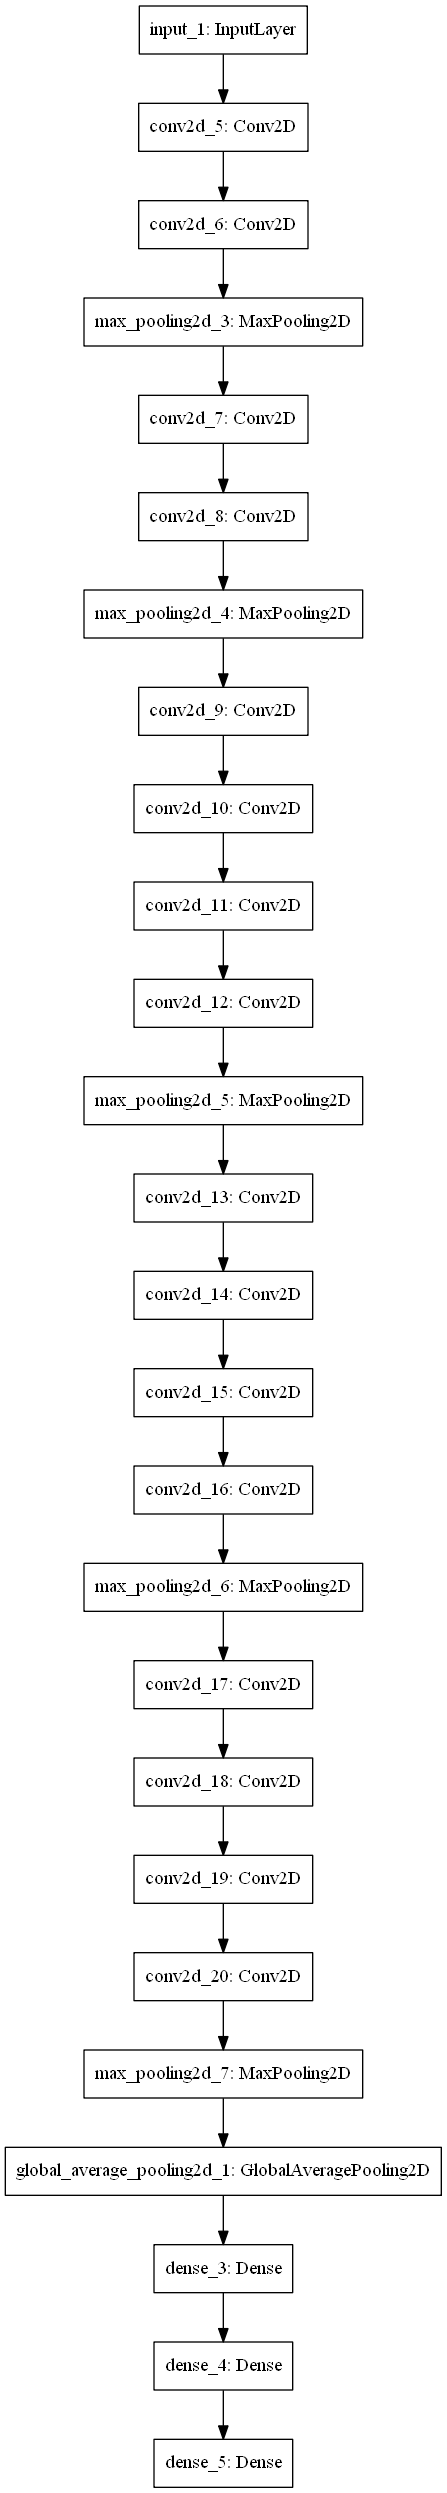 input_1: InputLayer
conv2d_5: Conv2D
conv2d_6: Conv2D
max_pooling2d_3: MaxPooling2D
conv2d_7: Conv2D
conv2d_8: Conv2D
max_pooling2d_4: MaxPooling2D
conv2d_9: Conv2D
conv2d_10: Conv2D
conv2d_11: Conv2D
conv2d_12: Conv2D
max_pooling2d_5: MaxPooling2D
conv2d_13: Conv2D
conv2d_14: Conv2D
conv2d_15: Conv2D
conv2d_16: Conv2D
max_pooling2d_6: MaxPooling2D
conv2d_17: Conv2D
conv2d_18: Conv2D
conv2d_19: Conv2D
conv2d_20: Conv2D
max_pooling2d_7: MaxPooling2D
global_average_pooling2d_1: GlobalAveragePooling2D
dense_3: Dense
dense_4: Dense
dense_5: Dense